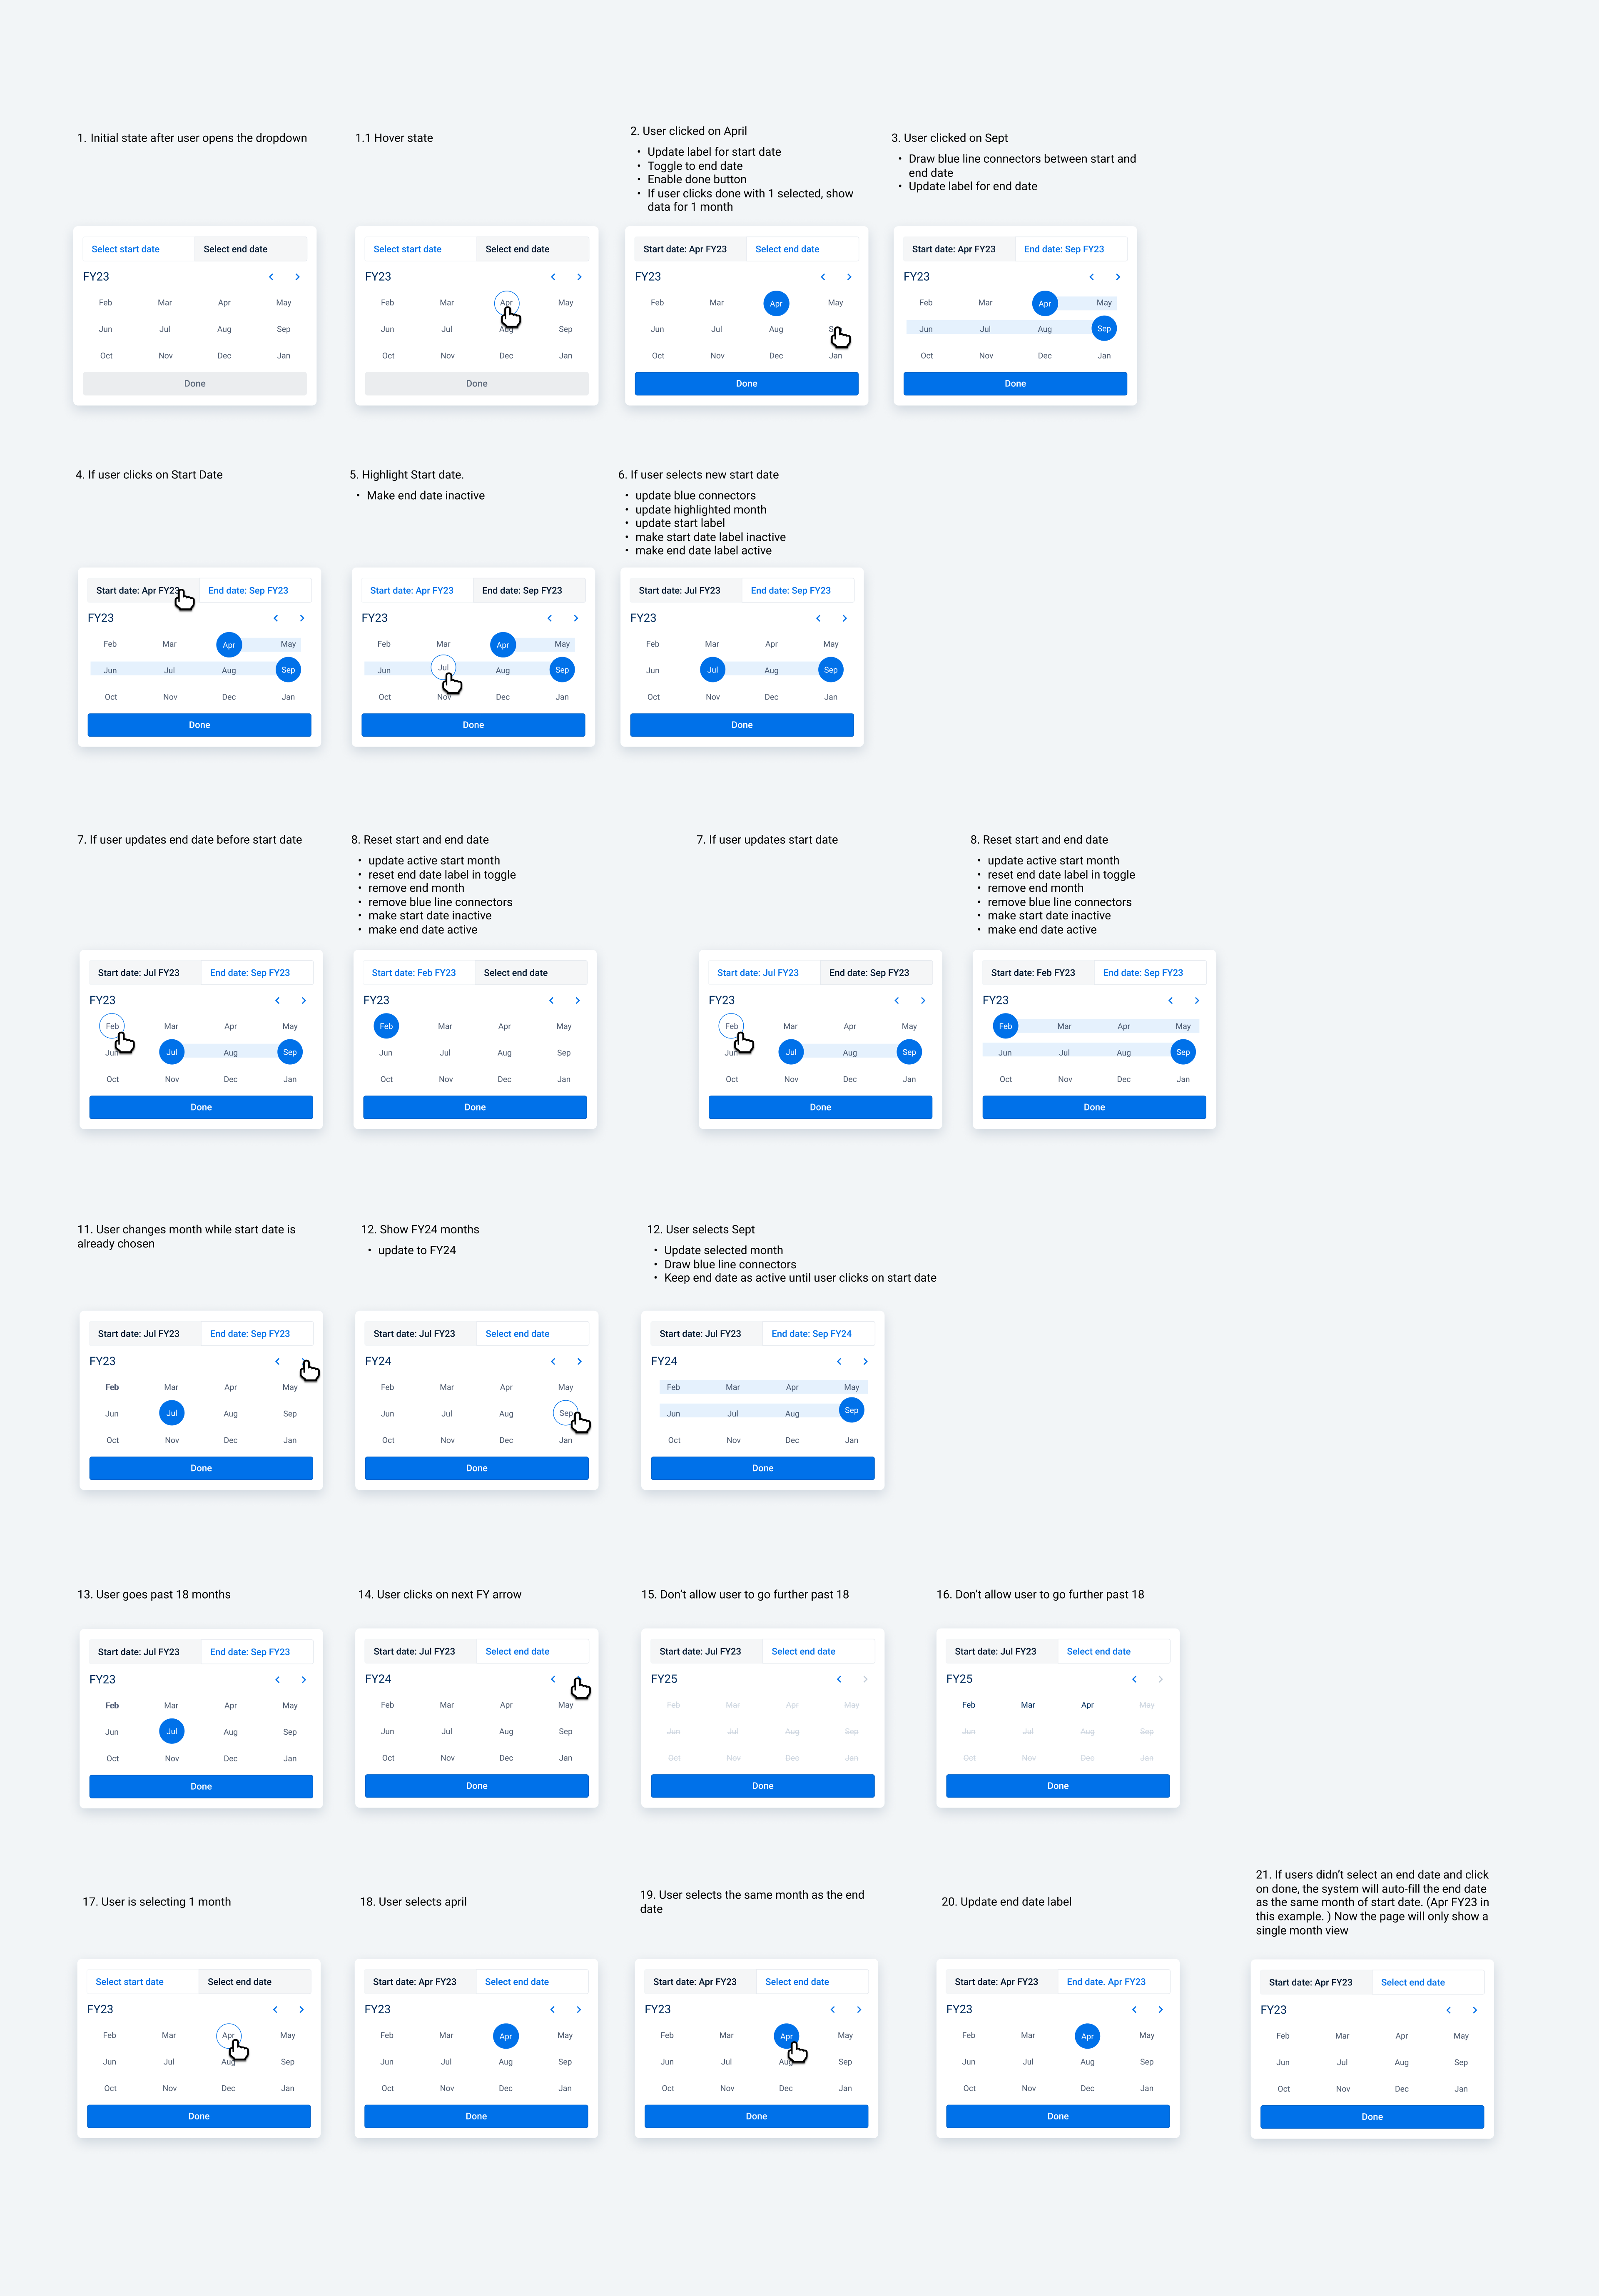 1. Initial state after user opens the dropdown
1.1 Hover state
2. User clicked on April
• Update label for start date
• Toggle to end date
• Enable done button
• If user clicks done with 1 selected, show
data for 1 month
3. User clicked on Sept
• Draw blue line connectors between start and
end date
• Update label for end date
Select start date Select end date
FY23
Feb Mar Apr May
Jun Jul Aug Sep
Oct Nov Dec Jan
Done
Select start date Select end date
FY23
Feb Mar Apr May
Jun Jul Aug Sep
Oct Nov Dec Jan
Done
Start date: Apr FY23 Select end date
FY23
Feb Mar Apr May
Jun Jul Aug
Oct Nov Dec Jan
Done
Start date: Apr FY23 End date: Sep FY23
FY23
Feb Mar Apr May
Jun Jul Aug Sep
Oct Nov Dec Jan
Done
4. If user clicks on Start Date
5. Highlight Start date.
• Make end date inactive
6. If user selects new start date
• update blue connectors
• update highlighted month
• update start label
• make start date label inactive
• make end date label active
Start date: Apr FY23 End date: Sep FY23
FY23
Feb Mar Apr May
Jun Jul Aug Sep
Oct Nov Dec Jan
Done
Start date: Apr FY23 End date: Sep FY23
FY23
Feb Mar Apr May
Jun Jul Aug Sep
Oct Nov Dec Jan
Done
Start date: Jul FY23 End date: Sep FY23
FY23
Feb Mar Apr May
Jun Jul Aug Sep
Oct Nov Dec Jan
Done
7. If user updates end date before start date
8. Reset start and end date
• update active start month
• reset end date label in toggle
• remove end month
• remove blue line connectors
• make start date inactive
• make end date active
7. If user updates start date
8. Reset start and end date
• update active start month
• reset end date label in toggle
• remove end month
• remove blue line connectors
• make start date inactive
• make end date active
Start date: Jul FY23 End date: Sep FY23
FY23
Feb Mar Apr May
Jun Jul Aug Sep
Oct Nov Dec Jan
Done
Start date: Feb FY23 Select end date
FY23
Feb Mar Apr May
Jun Jul Aug Sep
Oct Nov Dec Jan
Done
Start date: Jul FY23 End date: Sep FY23
FY23
Feb Mar Apr May
Jun Jul Aug Sep
Oct Nov Dec Jan
Done
Start date: Feb FY23 End date: Sep FY23
FY23
Feb Mar Apr May
Jun Jul Aug Sep
Oct Nov Dec Jan
Done
11. User changes month while start date is
already chosen
12. Show FY24 months
• update to FY24
12. User selects Sept
• Update selected month
• Draw blue line connectors
• Keep end date as active until user clicks on start date
Start date: Jul FY23 End date: Sep FY23
FY23
Feb Mar Apr May
Jun Jul Aug Sep
Oct Nov Dec Jan
Done
Start date: Jul FY23 Select end date
FY24
Feb Mar Apr May
Jun Jul Aug Sep
Oct Nov Dec Jan
Done
Start date: Jul FY23 End date: Sep FY24
FY24
Feb Mar Apr May
Jun Jul Aug Sep
Oct Nov Dec Jan
Done
13. User goes past 18 months
14. User clicks on next FY arrow
15. Don't allow user to go further past 18
16. Don't allow user to go further past 18
Start date: Jul FY23 End date: Sep FY23
FY23
Feb Mar Apr May
Jun Jul Aug Sep
Oct Nov Dec Jan
Done
Start date: Jul FY23 Select end date
FY24
Feb Mar Apr May
Jun Jul Aug Sep
Oct Nov Dec Jan
Done
Start date: Jul FY23 Select end date
FY25
Feb Mar Apr May
Jun Jul Aug Sep
Oct Nov Dec Jan
Done
Start date: Jul FY23 Select end date
FY25
Feb Mar Apr May
Jun Jul Aug Sep
Oct Nov Dec Jan
Done
17. User is selecting 1 month
18. User selects april
19. User selects the same month as the end
date
20. Update end date label
21. If users didn't select an end date and click
on done, the system will auto-fill the end date
as the same month of start date. (Apr FY23 in
this example. ) Now the page will only show a
single month view
Select start date Select end date
FY23
Feb Mar Apr May
Jun Jul Aug Sep
Oct Nov Dec Jan
Done
Start date: Apr FY23 Select end date
FY23
Feb Mar Apr May
Jun Jul Aug Sep
Oct Nov Dec Jan
Done
Start date: Apr FY23 Select end date
FY23
Feb Mar Apr May
Jun Jul Aug Sep
Oct Nov Dec Jan
Done
Start date: Apr FY23 End date. Apr FY23
FY23
Feb Mar Apr May
Jun Jul Aug Sep
Oct Nov Dec Jan
Done
Start date: Apr FY23 Select end date
FY23
Feb Mar Apr May
Jun Jul Aug Sep
Oct Nov Dec Jan
Done